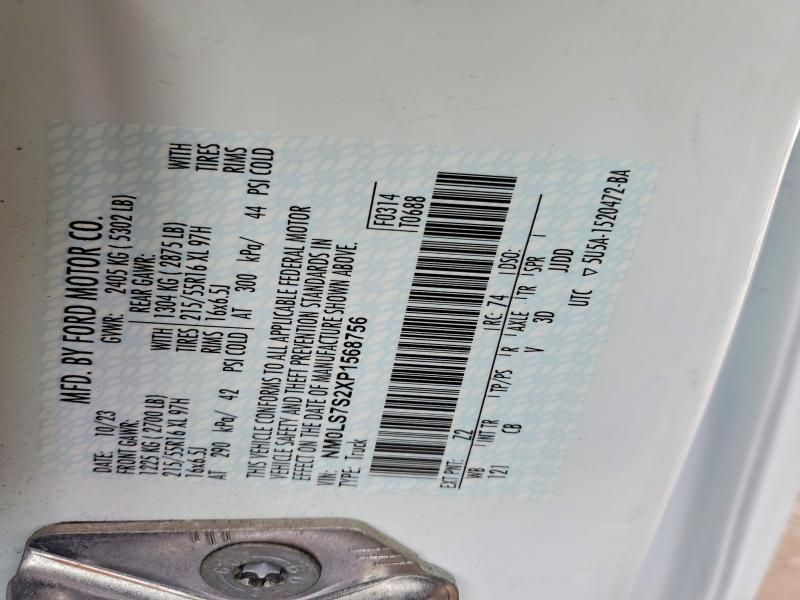 MFD. BY FORD MOTOR CO.
DATE: 10/23 GVWR: 2405 KG ( 5302 LB)
FRONT GAWR: REAR GAWR: WITH
1225 KG ( 2700 LB) WITH 1304 KG ( 2875 LB) TIRES
215/55R16 XL 97H TIRES 215/55R16 XL 97H RIMS
16x6.5J RIMS 16x6.5J
AT 290 kPa/ 42 PSI COLD AT 300 kPa/ 44 PSI COLD
THIS VEHICLE CONFORMS TO ALL APPLICABLE FEDERAL MOTOR
VEHICLE SAFETY AND THEFT PREVENTION STANDARDS IN
EFFECT ON THE DATE OF MANUFACTURE SHOWN ABOVE.
VIN: NM0LS7S2XP1568756 F0314
TYPE: Truck T0688
EXT PNT: Z2 RC: 74 DSO:
WB INT TR TP/PS R AXLE TR SPR
121 CB V 3D JJDD
UTC ▽ 5U5A-1520472-BA